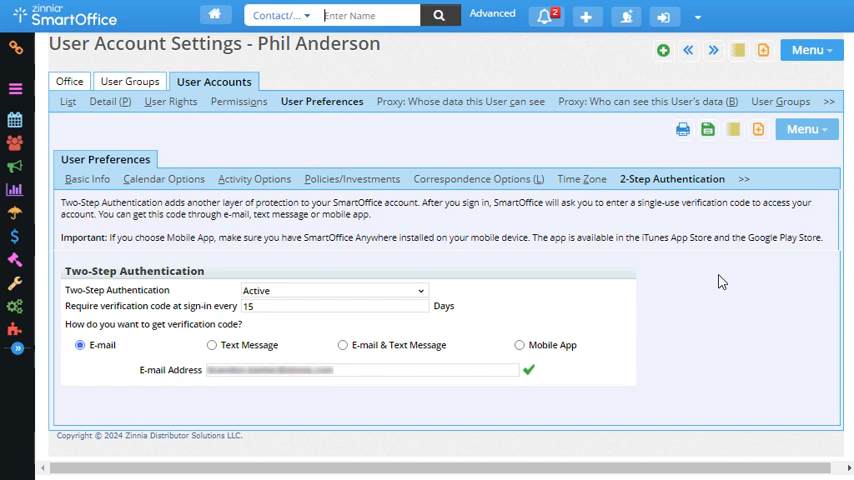 zinnia
SmartOffice
Contact/...
Enter Name
Advanced
2
User Account Settings - Phil Anderson
Menu
Office
User Groups
User Accounts
List
Detail (P)
User Rights
Permissions
User Preferences
Proxy: Whose data this User can see
Proxy: Who can see this User's data (B)
User Groups
>>
Menu
User Preferences
Basic Info
Calendar Options
Activity Options
Policies/Investments
Correspondence Options (L)
Time Zone
2-Step Authentication
>>
Two-Step Authentication adds another layer of protection to your SmartOffice account. After you sign in, SmartOffice will ask you to enter a single-use verification code to access your
account. You can get this code through e-mail, text message or mobile app.
Important: If you choose Mobile App, make sure you have SmartOffice Anywhere installed on your mobile device. The app is available in the iTunes App Store and the Google Play Store.
Two-Step Authentication
Two-Step Authentication
Active
Require verification code at sign-in every
15
Days
How do you want to get verification code?
E-mail
Text Message
E-mail & Text Message
Mobile App
E-mail Address
Copyright © 2024 Zinnia Distributor Solutions LLC.